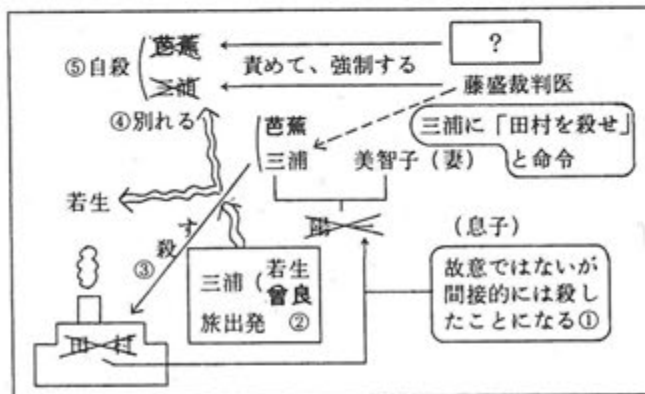 ⑤自殺
芭蕉
三浦
?
責めて、強制する
藤盛裁判医
④別れる
芭蕉
三浦
美智子(妻)
三浦に「田村を殺せ」
と命令
若生
③殺す
(息子)
三浦(若生
曾良
旅出発 ②
故意ではないが
間接的には殺し
たことになる①